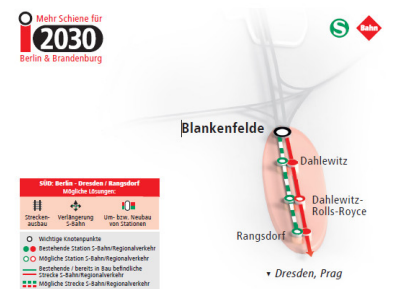 Mehr Schiene für
i2030
Berlin & Brandenburg
S
Bahn
Blankenfelde
Dahlewitz
Dahlewitz-
Rolls-Royce
Rangsdorf
▾ Dresden, Prag
SÜD: Berlin - Dresden / Rangsdorf
Mögliche Lösungen:
Strecken-
ausbau
Verlängerung
S-Bahn
Um- bzw. Neubau
von Stationen
Wichtige Knotenpunkte
Bestehende Station S-Bahn/Regionalverkehr
Mögliche Station S-Bahn/Regionalverkehr
Bestehende / bereits in Bau befindliche
Strecke S-Bahn/Regionalverkehr
Mögliche Strecke S-Bahn/Regionalverkehr